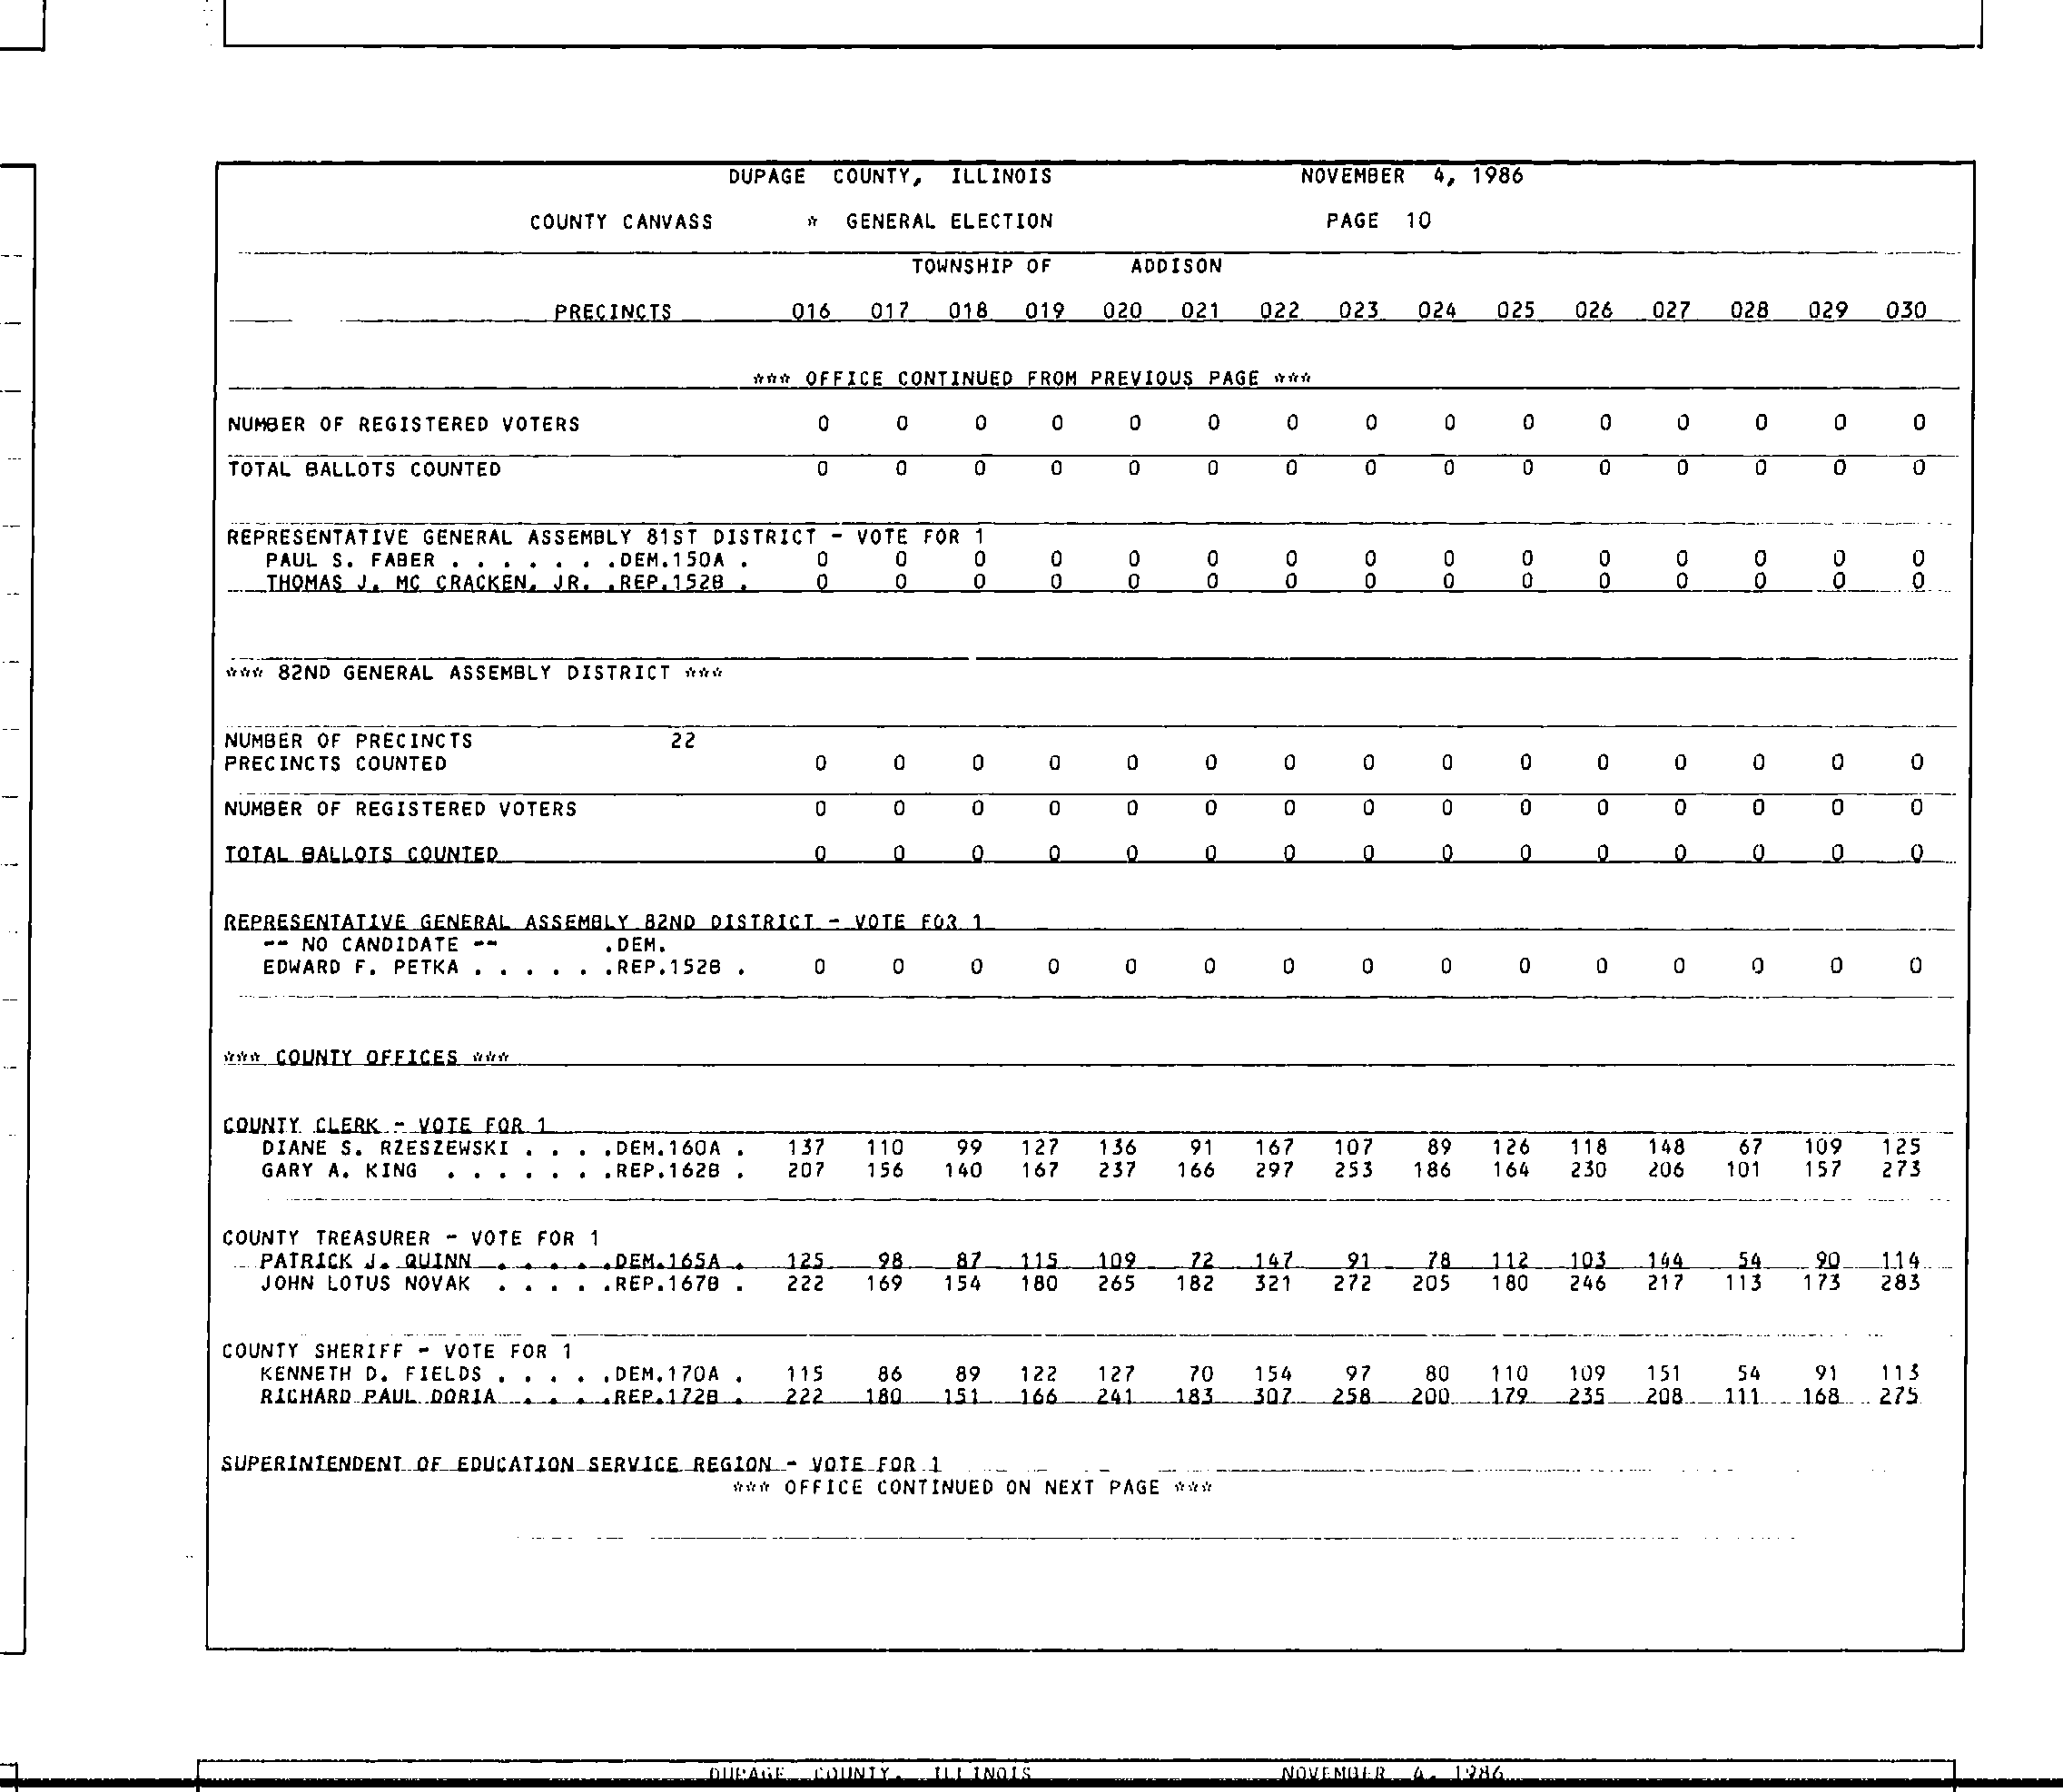 DUPAGE COUNTY, ILLINOIS NOVEMBER 4, 1986
COUNTY CANVASS * GENERAL ELECTION PAGE 10
TOWNSHIP OF ADDISON
PRECINCTS 016 017 018 019 020 021 022 023 024 025 026 027 028 029 030
*** OFFICE CONTINUED FROM PREVIOUS PAGE ***
NUMBER OF REGISTERED VOTERS 0 0 0 0 0 0 0 0 0 0 0 0 0 0 0
TOTAL BALLOTS COUNTED 0 0 0 0 0 0 0 0 0 0 0 0 0 0 0
REPRESENTATIVE GENERAL ASSEMBLY 81ST DISTRICT - VOTE FOR 1
PAUL S. FABER . . . . . . .DEM.150A . 0 0 0 0 0 0 0 0 0 0 0 0 0 0 0
THOMAS J. MC CRACKEN, JR. .REP.152B . 0 0 0 0 0 0 0 0 0 0 0 0 0 0 0
*** 82ND GENERAL ASSEMBLY DISTRICT ***
NUMBER OF PRECINCTS 22
PRECINCTS COUNTED 0 0 0 0 0 0 0 0 0 0 0 0 0 0 0
NUMBER OF REGISTERED VOTERS 0 0 0 0 0 0 0 0 0 0 0 0 0 0 0
TOTAL BALLOTS COUNTED 0 0 0 0 0 0 0 0 0 0 0 0 0 0 0
REPRESENTATIVE GENERAL ASSEMBLY 82ND DISTRICT - VOTE FOR 1
-- NO CANDIDATE -- .DEM.
EDWARD F. PETKA . . . . . .REP.152B . 0 0 0 0 0 0 0 0 0 0 0 0 0 0 0
*** COUNTY OFFICES ***
COUNTY CLERK - VOTE FOR 1
DIANE S. RZESZEWSKI . . . .DEM.160A . 137 110 99 127 136 91 167 107 89 126 118 148 67 109 125
GARY A. KING . . . . . . .REP.162B . 207 156 140 167 237 166 297 253 186 164 230 206 101 157 273
COUNTY TREASURER - VOTE FOR 1
PATRICK J. QUINN . . . . . .DEM.165A . 125 98 87 115 109 72 147 91 78 112 103 144 54 90 114
JOHN LOTUS NOVAK . . . . .REP.167B . 222 169 154 180 265 182 321 272 205 180 246 217 113 173 283
COUNTY SHERIFF - VOTE FOR 1
KENNETH D. FIELDS . . . . .DEM.170A . 115 86 89 122 127 70 154 97 80 110 109 151 54 91 113
RICHARD PAUL DORIA . . . .REP.172B . 222 180 151 166 241 183 307 258 200 179 235 208 111 168 275
SUPERINTENDENT OF EDUCATION SERVICE REGION - VOTE FOR 1
*** OFFICE CONTINUED ON NEXT PAGE ***
DUPAGE COUNTY, ILLINOIS NOVEMBER 4, 1986